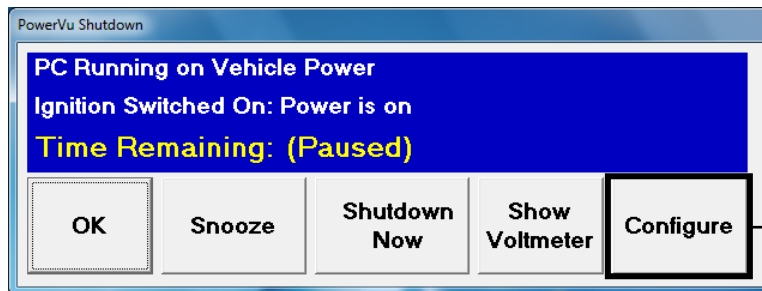 PowerVu Shutdown
PC Running on Vehicle Power
Ignition Switched On: Power is on
Time Remaining: (Paused)
OK
Snooze
Shutdown
Now
Show
Voltmeter
Configure